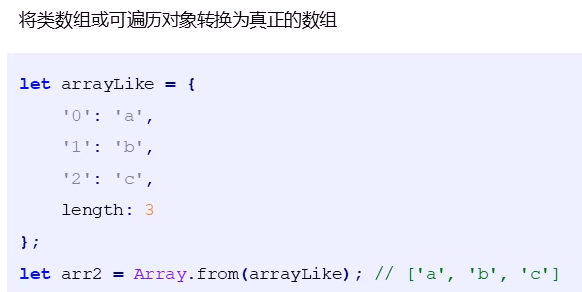 将类数组或可遍历对象转换为真正的数组
let arrayLike = {
    '0': 'a',
    '1': 'b',
    '2': 'c',
    length: 3
};
let arr2 = Array.from(arrayLike); // ['a', 'b', 'c']